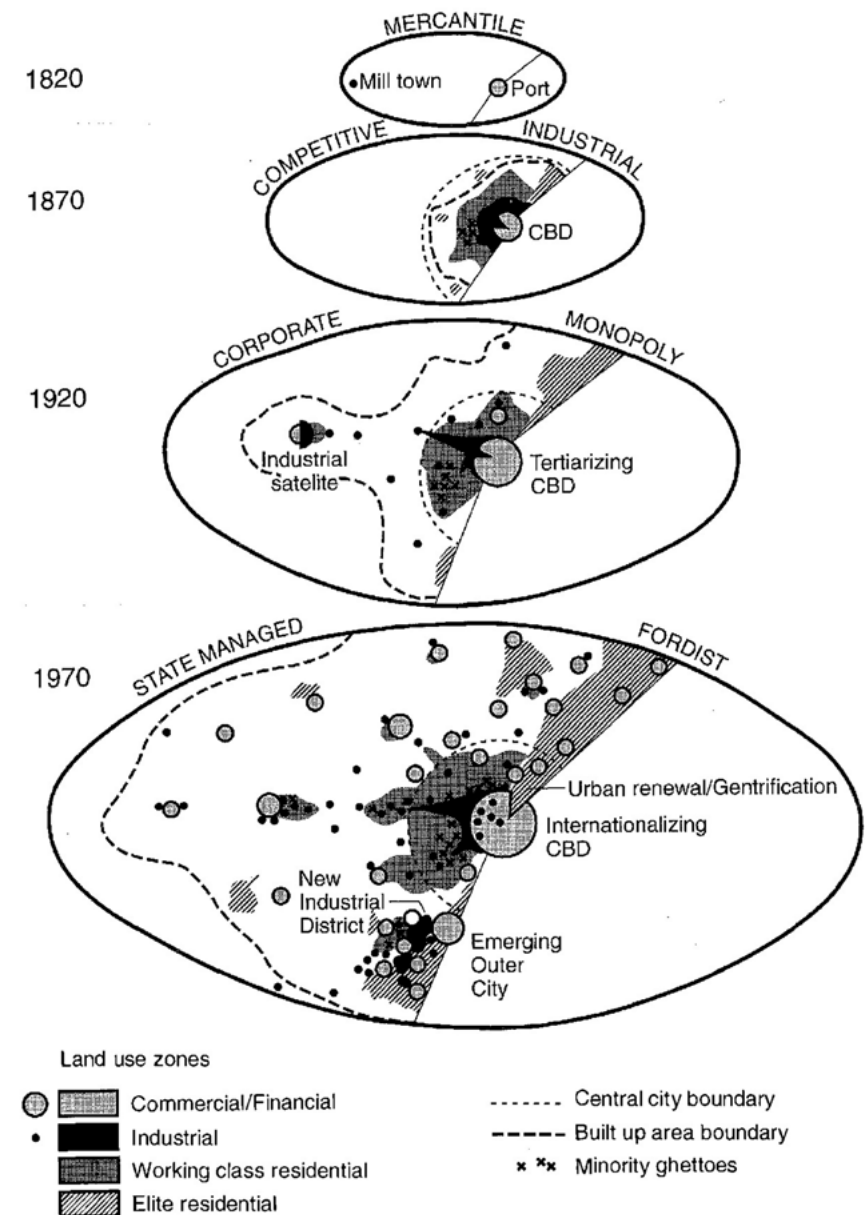 MERCANTILE
1820
Mill town
Port
COMPETITIVE
INDUSTRIAL
1870
CBD
CORPORATE
MONOPOLY
1920
Industrial
satelite
Tertiarizing
CBD
STATE MANAGED
FORDIST
1970
Urban renewal/Gentrification
Internationalizing
CBD
New
Industrial
District
Emerging
Outer
City
Land use zones
Commercial/Financial
Industrial
Working class residential
Elite residential
Central city boundary
Built up area boundary
Minority ghettoes